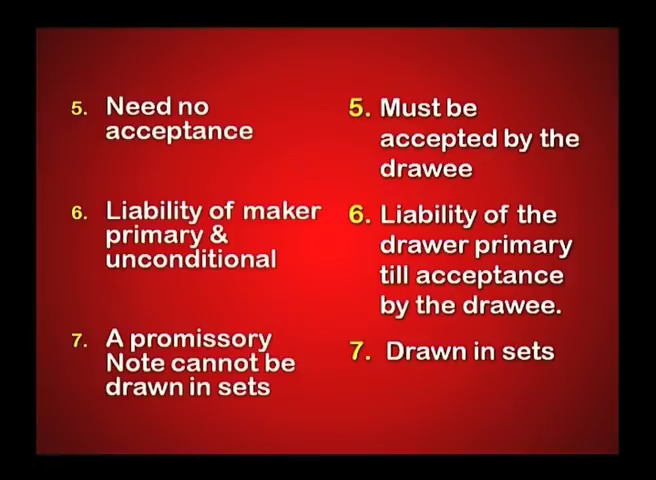 5. Need no
acceptance
6. Liability of maker
primary &
unconditional
7. A promissory
Note cannot be
drawn in sets
5. Must be
accepted by the
drawee
6. Liability of the
drawer primary
till acceptance
by the drawee.
7. Drawn in sets